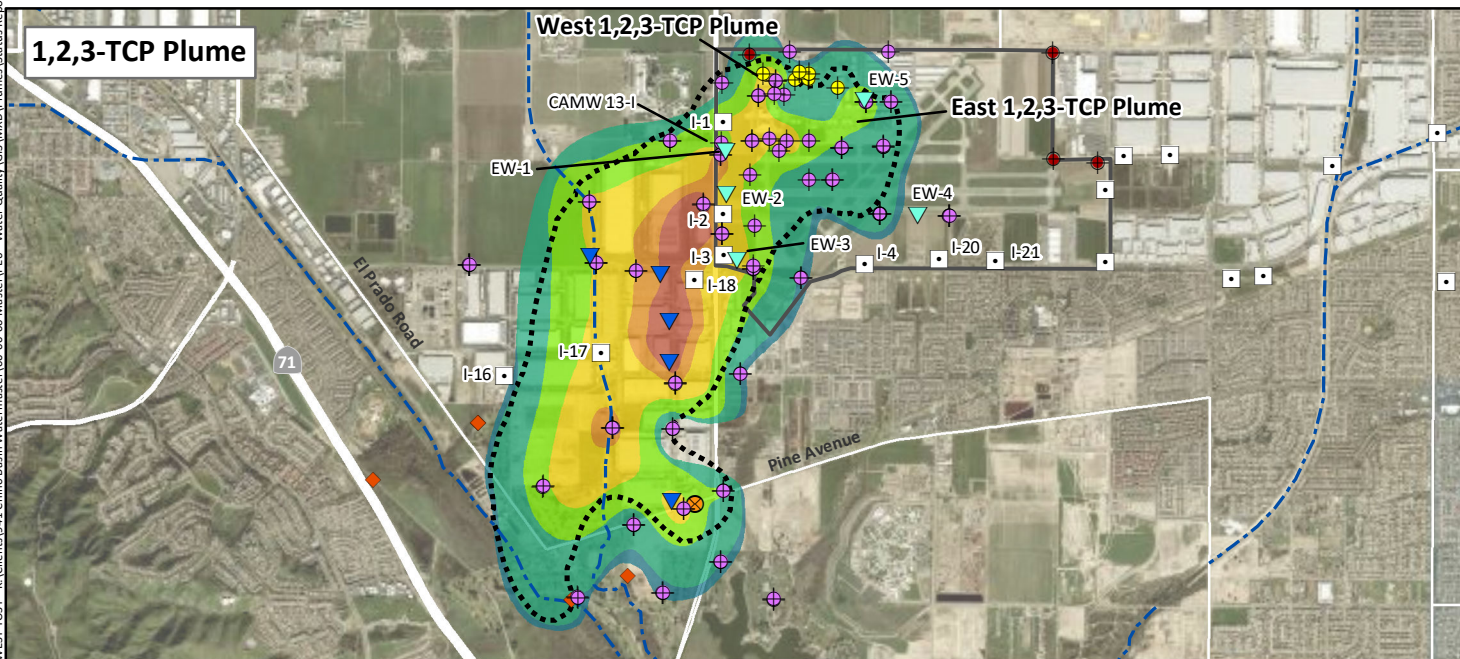 1,2,3-TCP Plume
West 1,2,3-TCP Plume
EW-5
CAMW 13-I
East 1,2,3-TCP Plume
I-1
EW-1
EW-2
EW-4
I-2
EW-3
I-3
I-4
I-20
I-21
I-18
El Prado Road
71
I-17
I-16
Pine Avenue